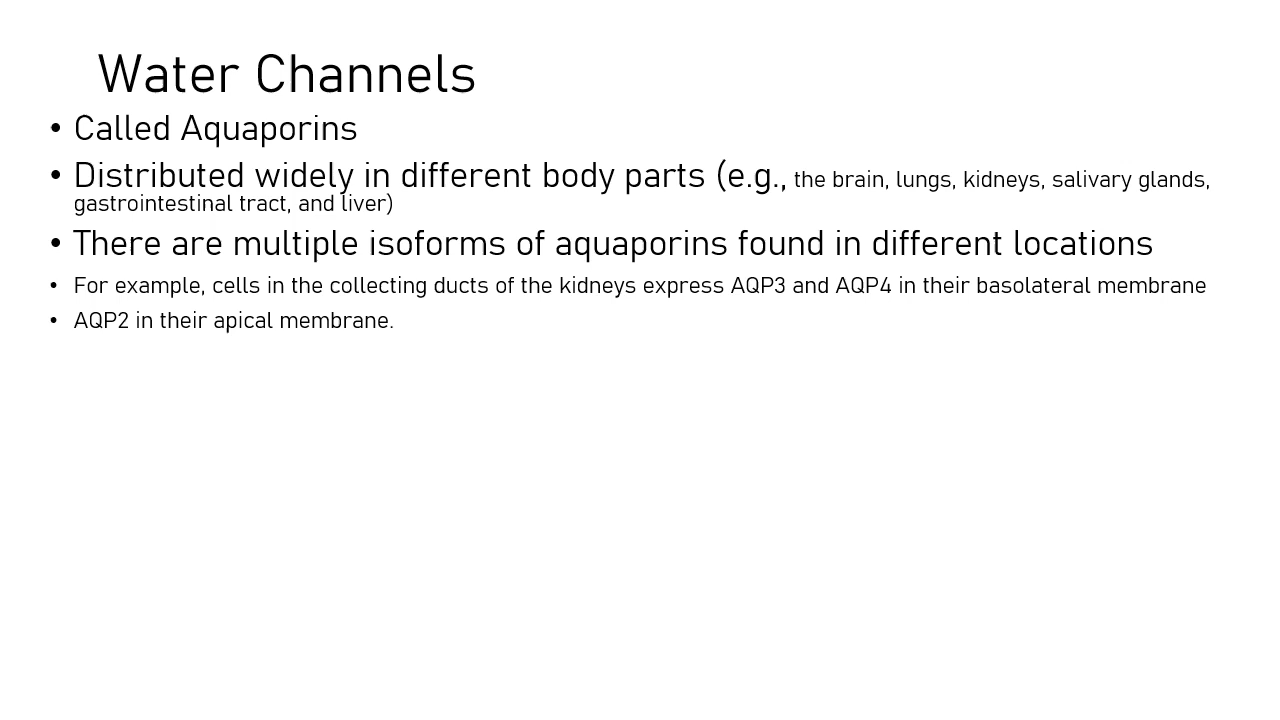 Water Channels
• Called Aquaporins
• Distributed widely in different body parts (e.g., the brain, lungs, kidneys, salivary glands,
gastrointestinal tract, and liver)
• There are multiple isoforms of aquaporins found in different locations
• For example, cells in the collecting ducts of the kidneys express AQP3 and AQP4 in their basolateral membrane
• AQP2 in their apical membrane.